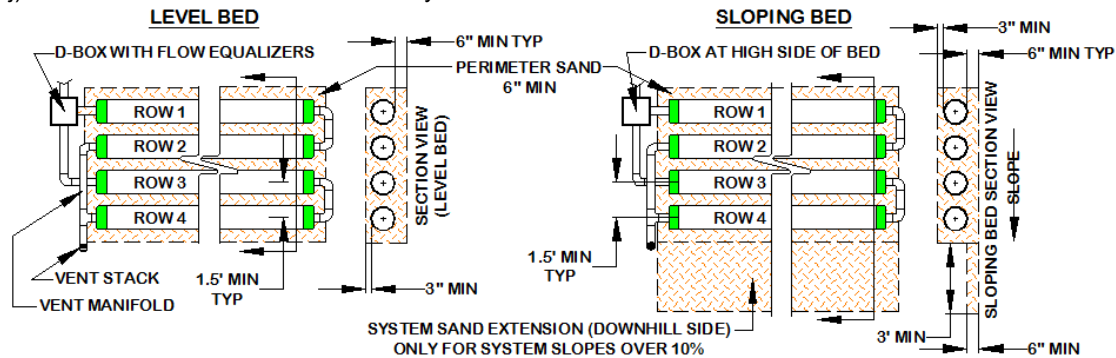 LEVEL BED
D-BOX WITH FLOW EQUALIZERS
6" MIN TYP
PERIMETER SAND
6" MIN
ROW 1
ROW 2
ROW 3
ROW 4
SECTION VIEW
(LEVEL BED)
VENT STACK
VENT MANIFOLD
1.5' MIN
TYP
3" MIN
SLOPING BED
D-BOX AT HIGH SIDE OF BED
3" MIN
6" MIN TYP
ROW 1
ROW 2
ROW 3
ROW 4
1.5' MIN
TYP
SLOPING BED SECTION VIEW
SLOPE
SYSTEM SAND EXTENSION (DOWNHILL SIDE)
ONLY FOR SYSTEM SLOPES OVER 10%
3' MIN
6" MIN